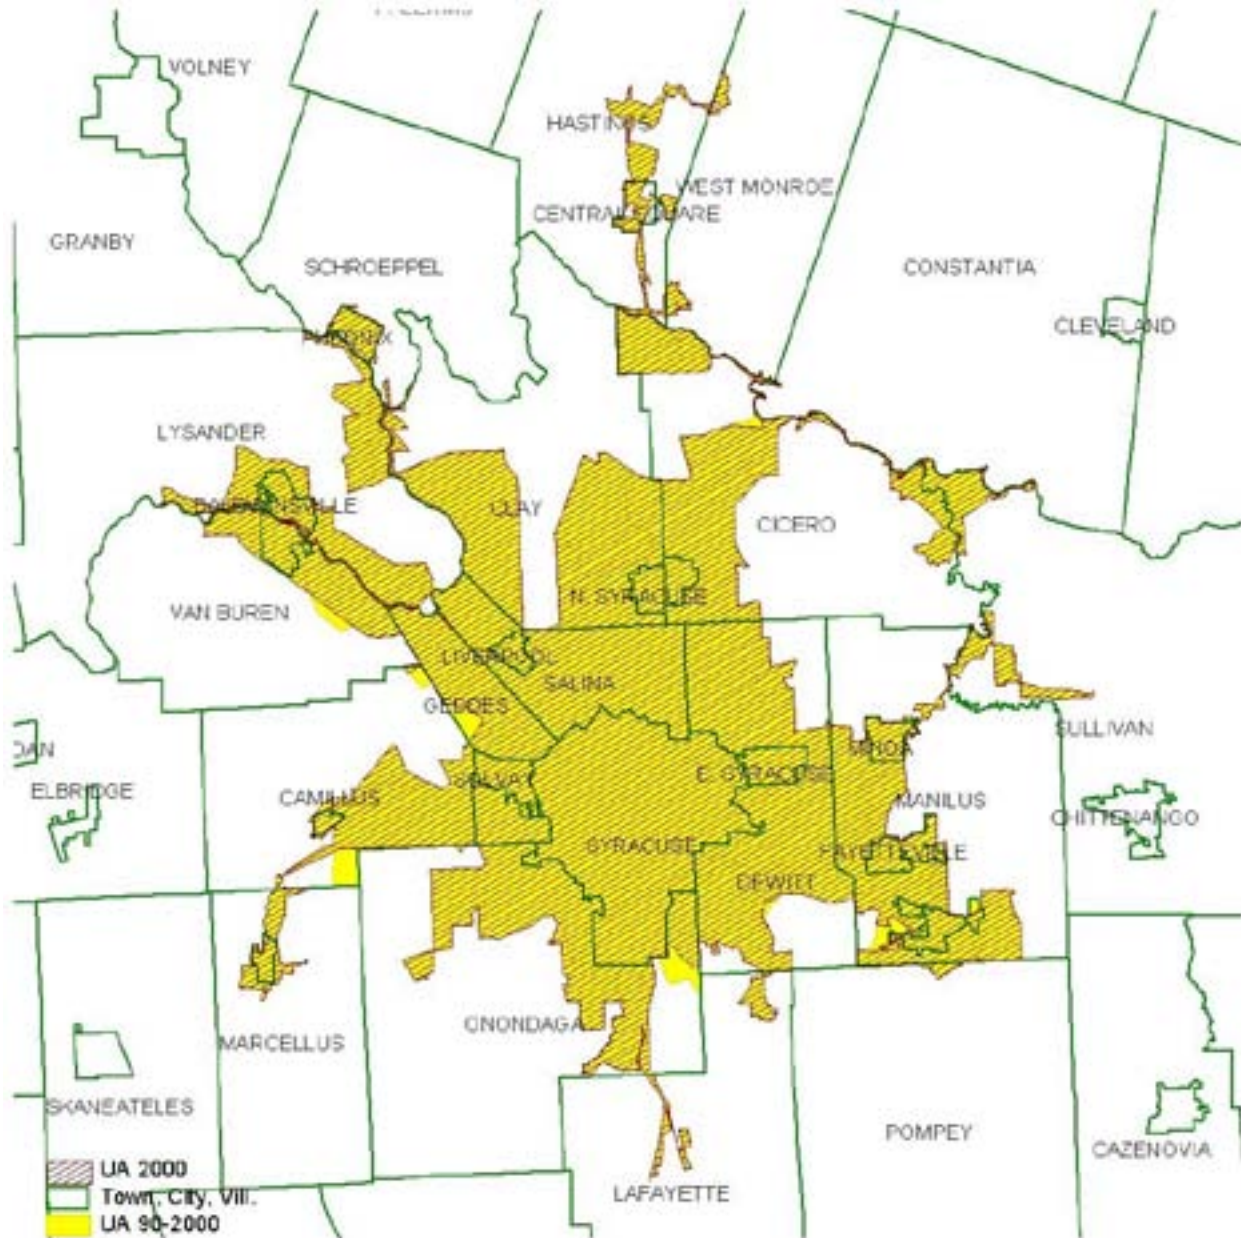 VOLNEY
HASTINGS
WEST MONROE
CENTRAL SQUARE
GRANBY
SCHROEPPEL
CONSTANTIA
CLEVELAND
PHOENIX
LYSANDER
BALDWINSVILLE
CLAY
CICERO
VAN BUREN
N. SYRACUSE
LIVERPOOL
SALINA
GEDDES
SULLIVAN
MINOA
SOLVAY
E. SYRACUSE
ELBRIDGE
CAMILLUS
MANILUS
CHITTENANGO
SYRACUSE
FAYETTEVILLE
DEWITT
ONONDAGA
MARCELLUS
SKANEATELES
POMPEY
CAZENOVIA
LAFAYETTE
UA 2000
Town, City, Vill.
UA 90-2000